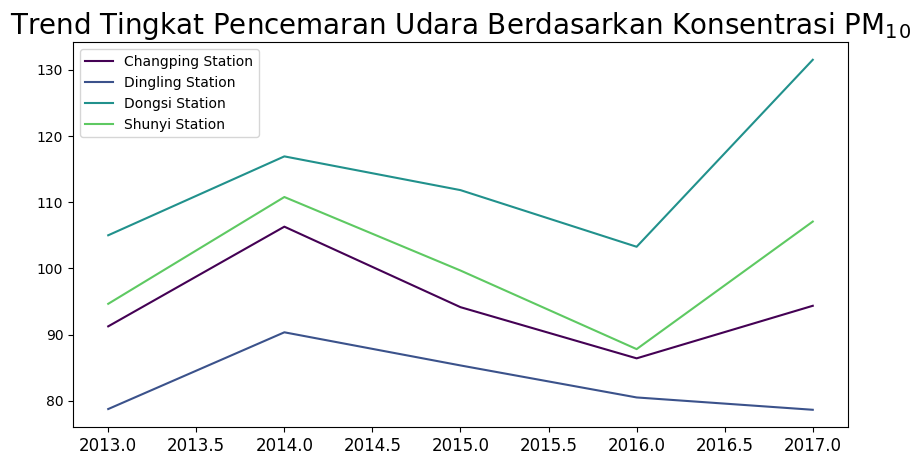 Trend Tingkat Pencemaran Udara Berdasarkan Konsentrasi PM₁₀
Changping Station
Dingling Station
Dongsi Station
Shunyi Station
130
120
110
100
90
80
2013.0 2013.5 2014.0 2014.5 2015.0 2015.5 2016.0 2016.5 2017.0